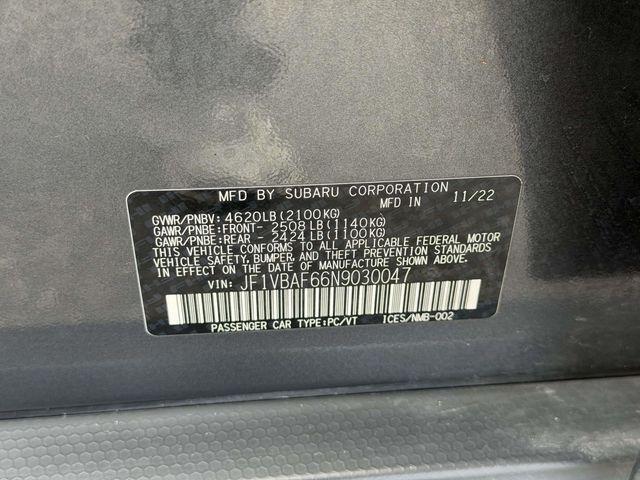 MFD BY SUBARU CORPORATION
MFD IN 11/22
GVWR/PNBV: 4620LB(2100KG)
GAWR/PNBE:FRONT- 2508LB(1140KG)
GAWR/PNBE:REAR - 2424LB(1100KG)
THIS VEHICLE CONFORMS TO ALL APPLICABLE FEDERAL MOTOR
VEHICLE SAFETY, BUMPER, AND THEFT PREVENTION STANDARDS
IN EFFECT ON THE DATE OF MANUFACTURE SHOWN ABOVE.
VIN: JF1VBAF66N9030047
PASSENGER CAR TYPE:PC/VT ICES/NMB-002